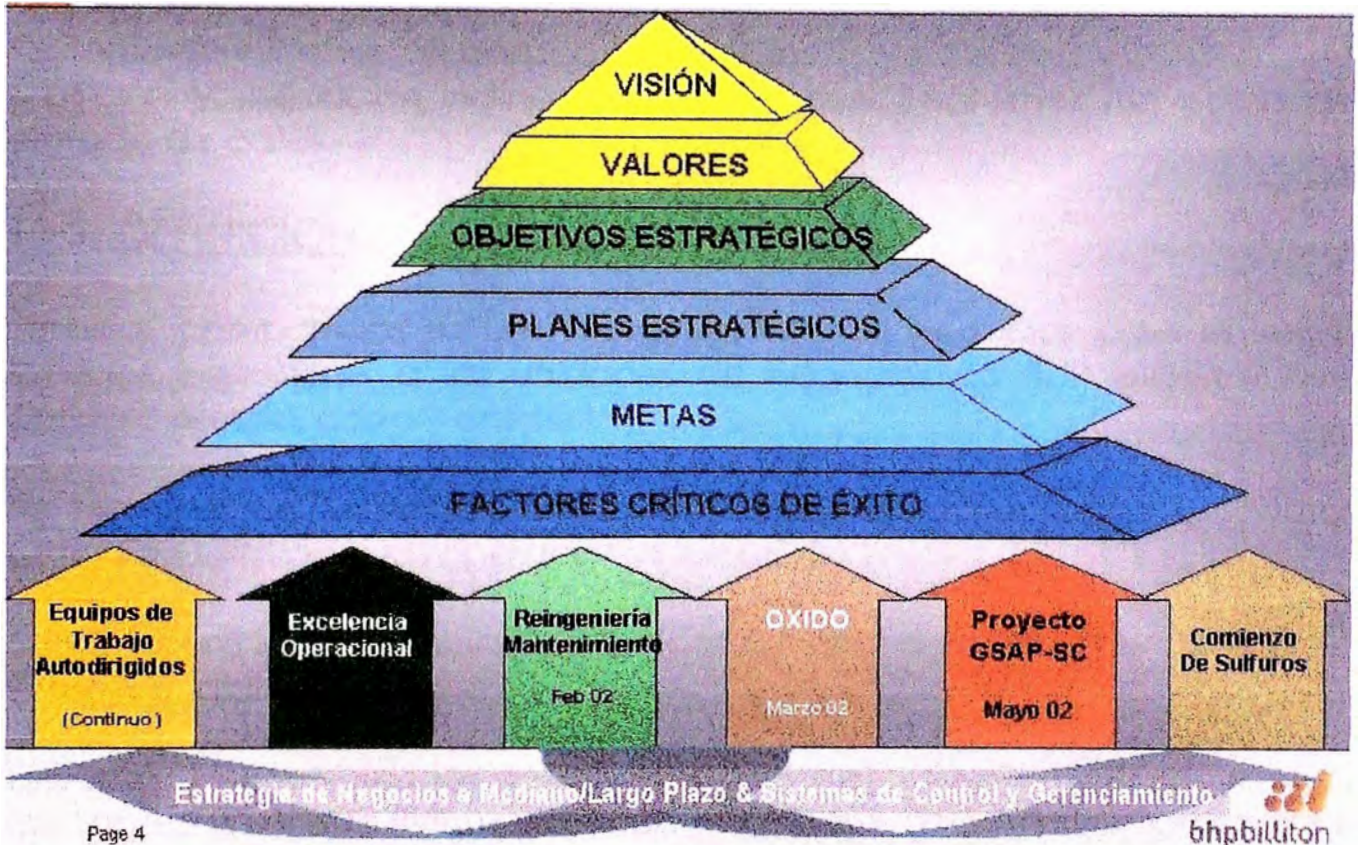 VISIÓN
VALORES
OBJETIVOS ESTRATÉGICOS
PLANES ESTRATÉGICOS
METAS
FACTORES CRÍTICOS DE ÉXITO
Equipos de
Trabajo
Autodirigidos
(Continuo )
Excelencia
Operacional
Reingeniería
Mantenimiento
Feb 02
OXIDO
Marzo 02
Proyecto
GSAP-SC
Mayo 02
Comienzo
De Sulfuros
Estrategia de Negocios a Mediano/Largo Plazo & Sistemas de Control y Gerenciamiento
Page 4
bhpbilliton